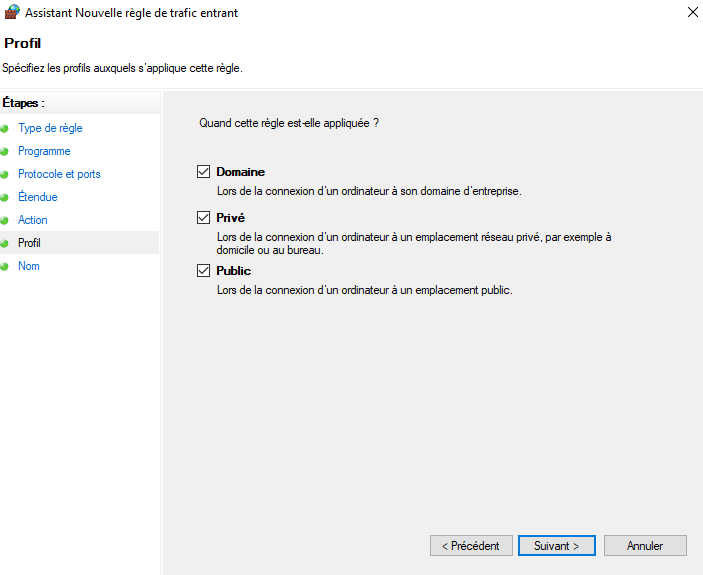 Assistant Nouvelle règle de trafic entrant
Profil
Spécifiez les profils auxquels s'applique cette règle.
Étapes :
Type de règle
Programme
Protocole et ports
Étendue
Action
Profil
Nom
Quand cette règle est-elle appliquée ?
Domaine
Lors de la connexion d'un ordinateur à son domaine d'entreprise.
Privé
Lors de la connexion d'un ordinateur à un emplacement réseau privé, par exemple à
domicile ou au bureau.
Public
Lors de la connexion d'un ordinateur à un emplacement public.
< Précédent
Suivant >
Annuler